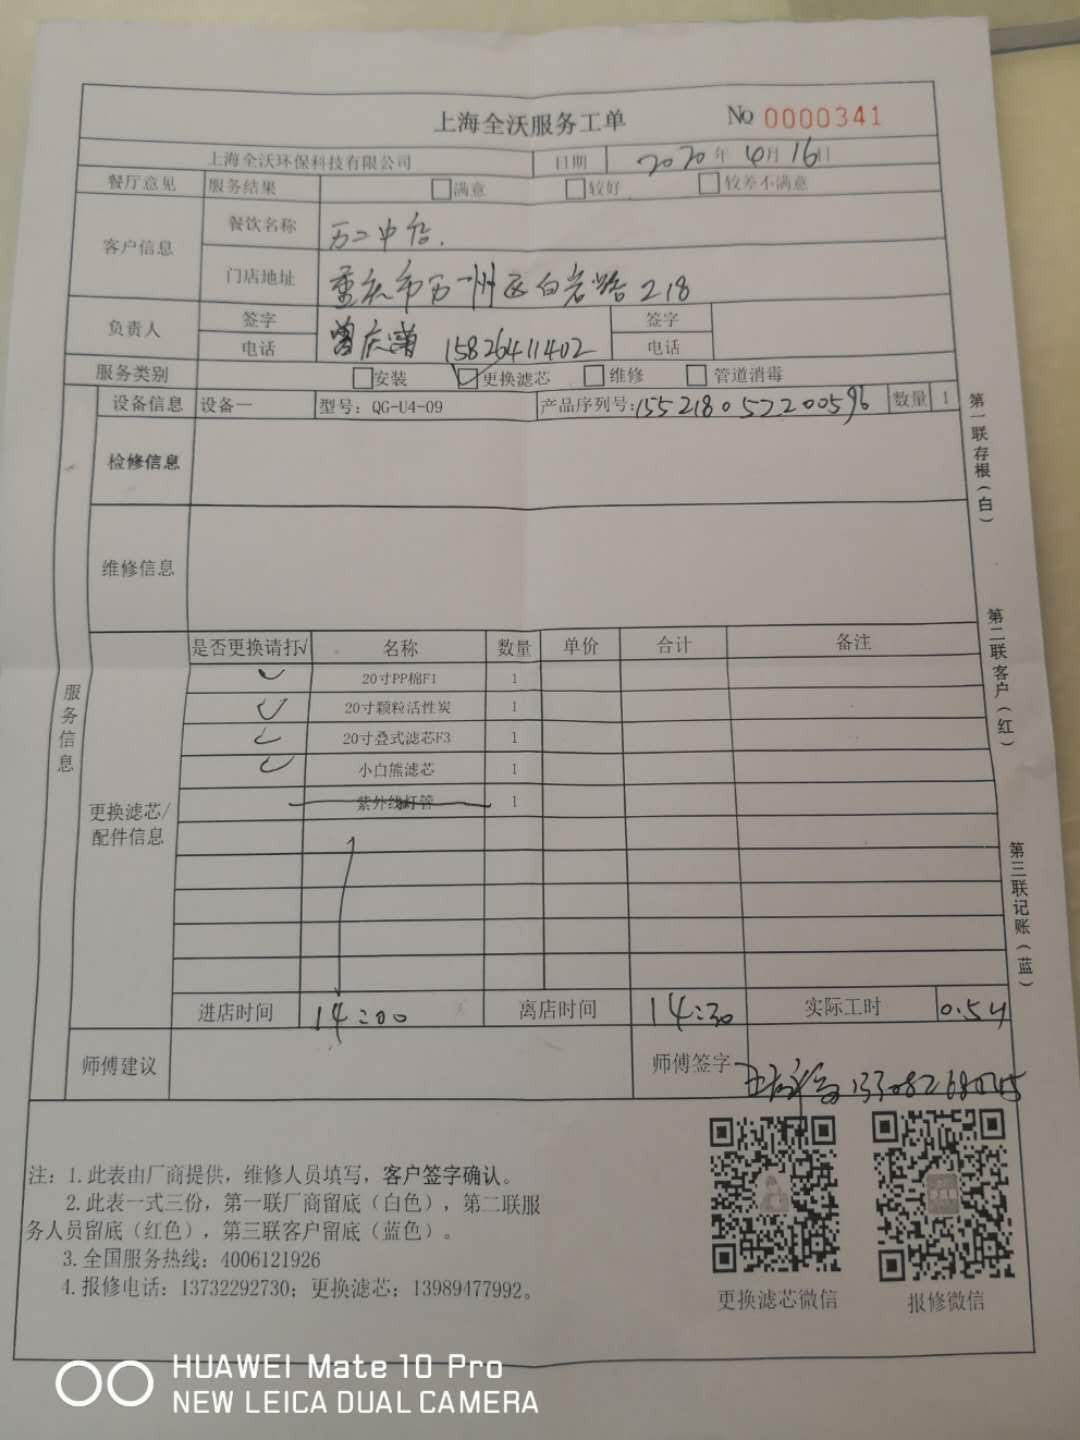 上海全沃服务工单 No 0000341
上海全沃环保科技有限公司 日期 2020年4月16日
餐厅意见 服务结果 满意 较好 较差不满意
客户信息 餐饮名称 万二中店.
门店地址 重庆市万州区白岩路218
负责人 签字 签字
电话 15826411402 电话
服务类别 安装 更换滤芯 维修 管道消毒
设备信息 设备一 型号：QG-U4-09 产品序列号：155218057200596 数量 1
检修信息
维修信息
服务信息
是否更换请打√ 名称 数量 单价 合计 备注
20寸PP棉F1 1
20寸颗粒活性炭 1
20寸叠式滤芯F3 1
小白熊滤芯 1
紫外线灯管 1
更换滤芯/
配件信息
进店时间 14:00 离店时间 14:30 实际工时 0.5H
师傅建议 师傅签字
第一联存根（白）
第二联客户（红）
第三联记账（蓝）
注：1.此表由厂商提供，维修人员填写，客户签字确认。
2.此表一式三份，第一联厂商留底（白色），第二联服
务人员留底（红色），第三联客户留底（蓝色）。
3.全国服务热线：4006121926
4.报修电话：13732292730；更换滤芯：13989477992。
更换滤芯微信 报修微信
HUAWEI Mate 10 Pro
NEW LEICA DUAL CAMERA